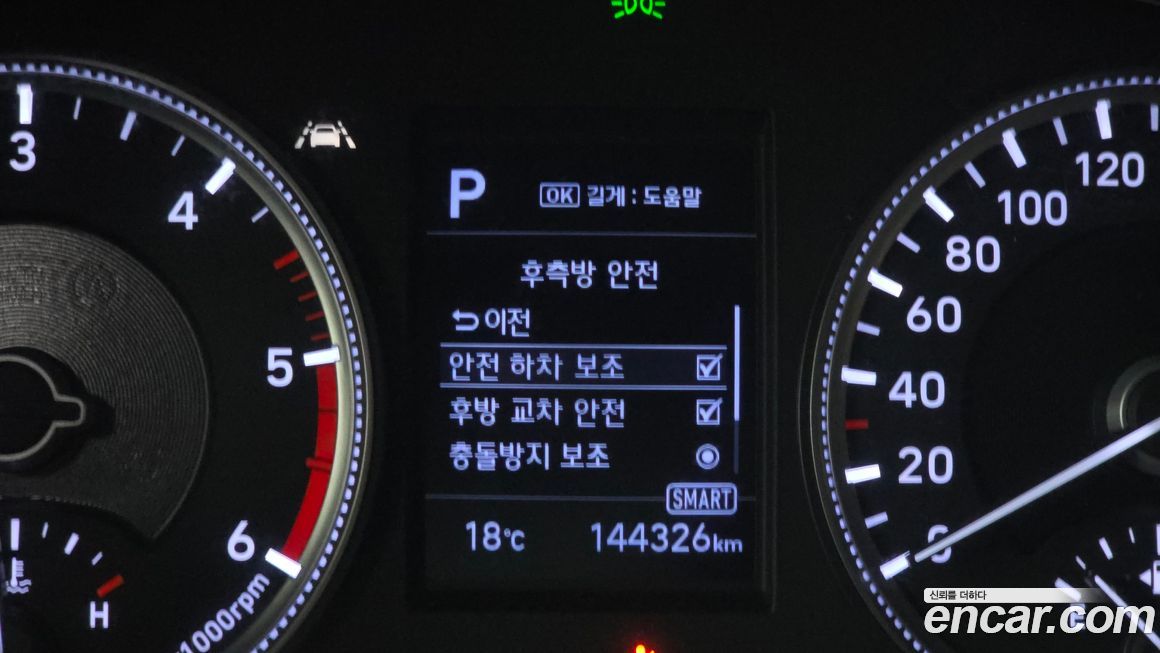 P
OK 길게 : 도움말
후측방 안전
이전
안전 하차 보조
후방 교차 안전
충돌방지 보조
SMART
18°C 144326km
3
4
5
6
x1000rpm
H
120
100
80
60
40
20
0
신뢰를 더하다
encar.com